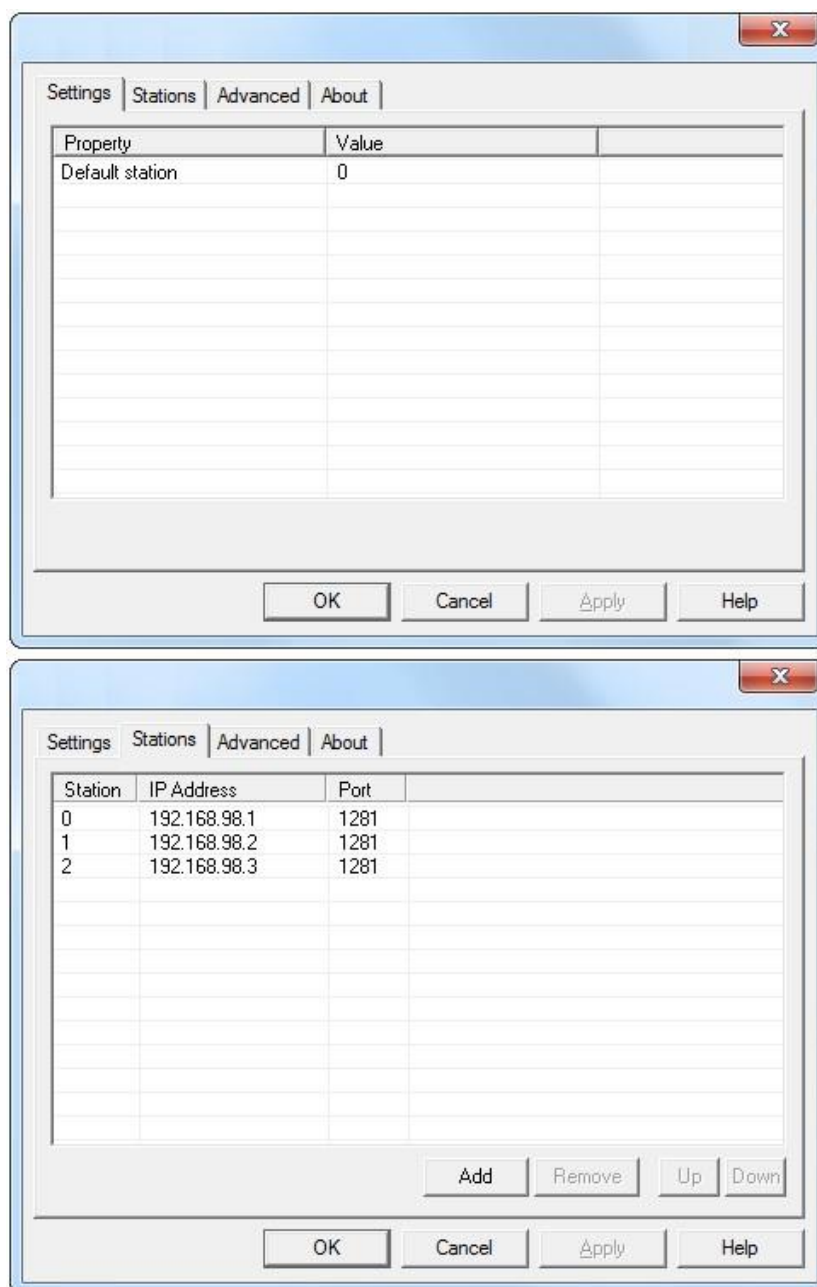 Settings Stations Advanced About
Property Value
Default station 0
OK Cancel Apply Help
Settings Stations Advanced About
Station IP Address Port
0 192.168.98.1 1281
1 192.168.98.2 1281
2 192.168.98.3 1281
Add Remove Up Down
OK Cancel Apply Help